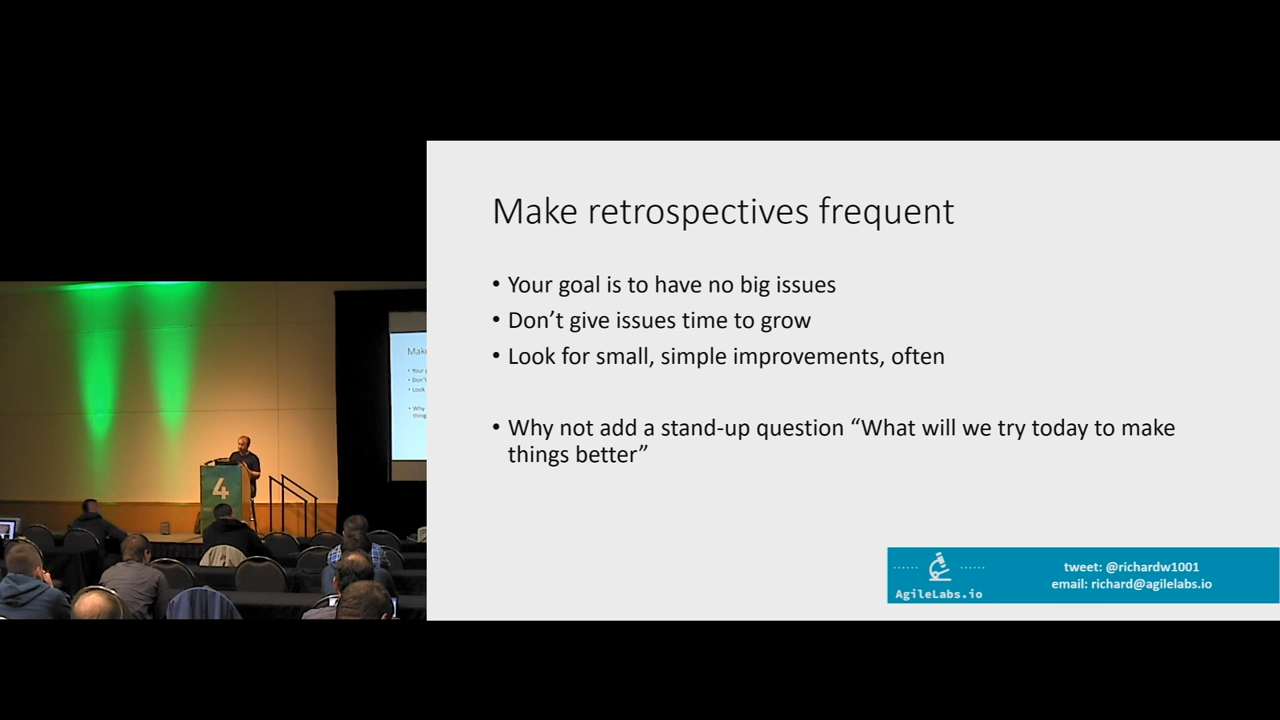 Make retrospectives frequent
• Your goal is to have no big issues
• Don’t give issues time to grow
• Look for small, simple improvements, often
• Why not add a stand-up question “What will we try today to make
things better”
AgileLabs.io
tweet: @richardw1001
email: richard@agilelabs.io
4